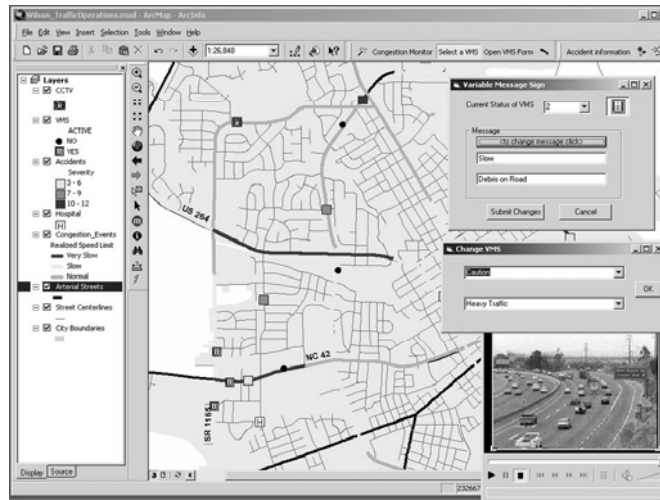 Wilson_TrafficOperations.mxd - ArcMap - ArcInfo
File Edit View Insert Selection Tools Window Help
1:26,848
Congestion Monitor Select a VMS Open VMS Form Accident information
Layers
CCTV
VMS
ACTIVE
NO
YES
Accidents
Severity
2 - 6
7 - 9
10 - 12
Hospital
H
Congestion_Events
Realized Speed Limit
Very Slow
Slow
Normal
Arterial Streets
Street Centerlines
City Boundaries
Display Source
US 264
NC 42
SR 1165
H
Variable Message Sign
Current Status of VMS 2
Message
<to change message click>
Slow
Debris on Road
Submit Changes Cancel
Change VMS
Caution
OK
Heavy Traffic
232667